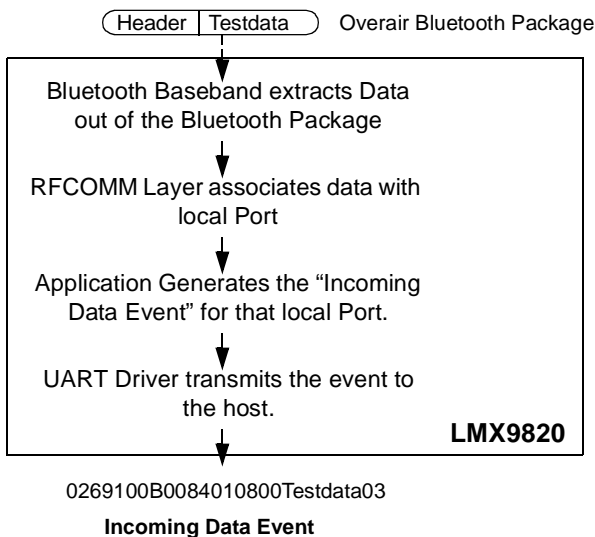 Header Testdata Overair Bluetooth Package
Bluetooth Baseband extracts Data
out of the Bluetooth Package
RFCOMM Layer associates data with
local Port
Application Generates the “Incoming
Data Event” for that local Port.
UART Driver transmits the event to
the host.
LMX9820
0269100B0084010800Testdata03
Incoming Data Event